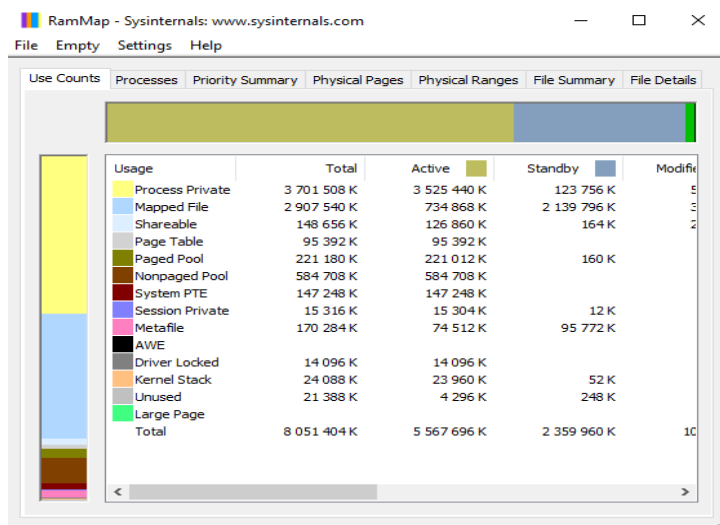 RamMap - Sysinternals: www.sysinternals.com
File Empty Settings Help
Use Counts Processes Priority Summary Physical Pages Physical Ranges File Summary File Details
Usage Total Active Standby Modifie
Process Private 3 701 508 K 3 525 440 K 123 756 K 5
Mapped File 2 907 540 K 734 868 K 2 139 796 K 3
Shareable 148 656 K 126 860 K 164 K 2
Page Table 95 392 K 95 392 K
Paged Pool 221 180 K 221 012 K 160 K
Nonpaged Pool 584 708 K 584 708 K
System PTE 147 248 K 147 248 K
Session Private 15 316 K 15 304 K 12 K
Metafile 170 284 K 74 512 K 95 772 K
AWE
Driver Locked 14 096 K 14 096 K
Kernel Stack 24 088 K 23 960 K 52 K
Unused 21 388 K 4 296 K 248 K
Large Page
Total 8 051 404 K 5 567 696 K 2 359 960 K 10